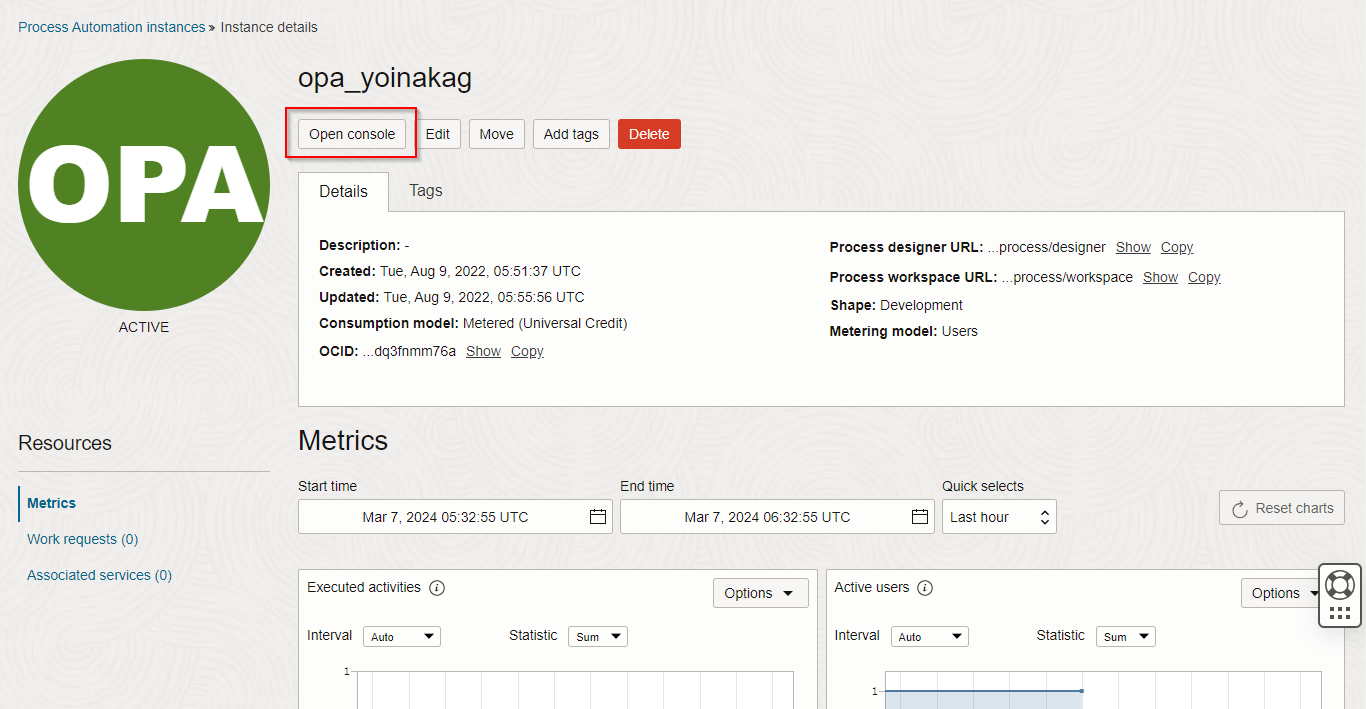 Process Automation instances » Instance details
OPA
ACTIVE
opa_yoinakag
Open console Edit Move Add tags Delete
Details Tags
Description: -
Created: Tue, Aug 9, 2022, 05:51:37 UTC
Updated: Tue, Aug 9, 2022, 05:55:56 UTC
Consumption model: Metered (Universal Credit)
OCID: ...dq3fnmm76a Show Copy
Process designer URL: ...process/designer Show Copy
Process workspace URL: ...process/workspace Show Copy
Shape: Development
Metering model: Users
Resources
Metrics
Work requests (0)
Associated services (0)
Metrics
Start time End time Quick selects
Mar 7, 2024 05:32:55 UTC Mar 7, 2024 06:32:55 UTC Last hour Reset charts
Executed activities i Options
Interval Auto Statistic Sum
1
Active users i Options
Interval Auto Statistic Sum
1